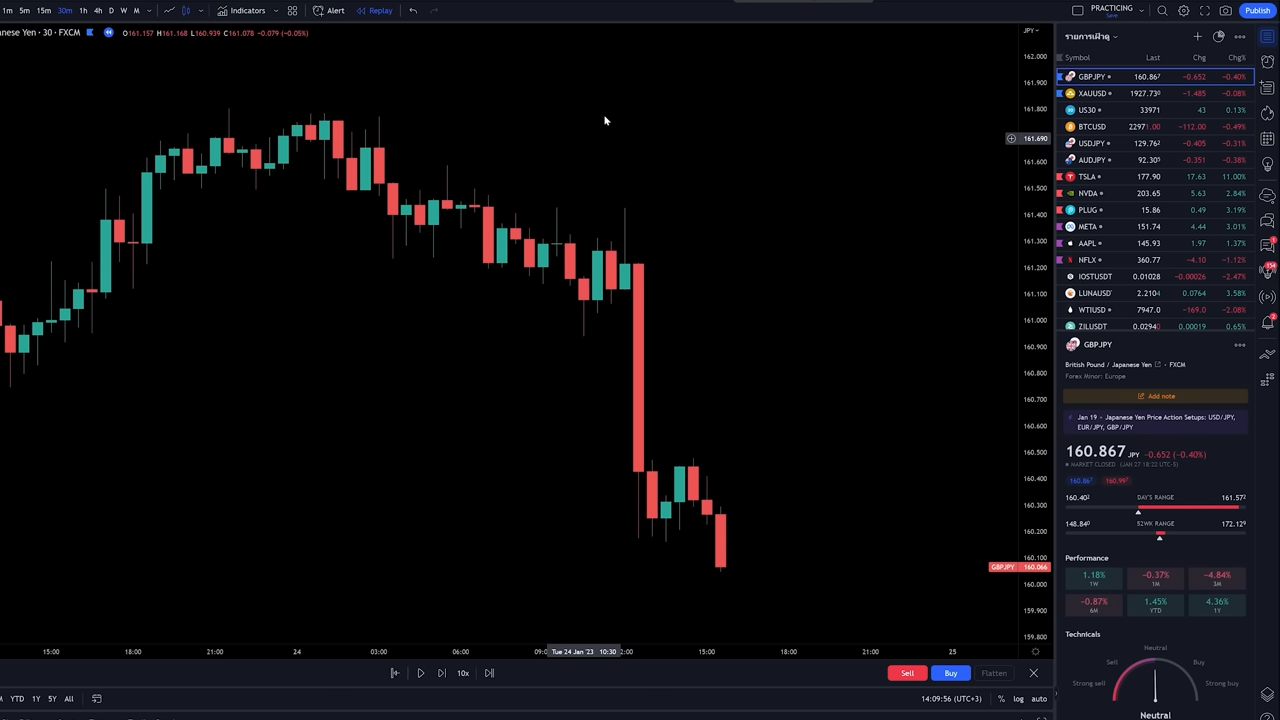 1m 5m 15m 30m 1h 4h D W M Indicators Alert Replay PRACTICING Save Publish
nese Yen · 30 · FXCM O161.157 H161.168 L160.939 C161.078 −0.079 (−0.05%)
JPY
162.000
161.900
161.800
161.690
161.600
161.500
161.400
161.300
161.200
161.100
161.000
160.900
160.800
160.700
160.600
160.500
160.400
160.300
160.200
160.100
GBPJPY 160.066
160.000
159.900
159.800
15:00 18:00 21:00 24 03:00 06:00 Tue 24 Jan '23 10:30 15:00 18:00 21:00 25
10x Sell Buy Flatten
YTD 1Y 5Y All 14:09:56 (UTC+3) % log auto
รายการเฝ้าดู
Symbol Last Chg Chg%
GBPJPY 160.867 −0.652 −0.40%
XAUUSD 1927.730 −1.485 −0.08%
US30 33971 43 0.13%
BTCUSD 22971.00 −112.00 −0.49%
USDJPY 129.762 −0.405 −0.31%
AUDJPY 92.305 −0.351 −0.38%
TSLA 177.90 17.63 11.00%
NVDA 203.65 5.63 2.84%
PLUG 15.86 0.49 3.19%
META 151.74 4.44 3.01%
AAPL 145.93 1.97 1.37%
NFLX 360.77 −4.10 −1.12%
IOSTUSDT 0.01028 −0.00026 −2.47%
LUNAUSD 2.2104 0.0764 3.58%
WTIUSD 7947.0 −169.0 −2.08%
ZILUSDT 0.0294 0.00019 0.65%
GBPJPY
British Pound / Japanese Yen · FXCM
Forex Minor: Europe
Add note
Jan 19 · Japanese Yen Price Action Setups: USD/JPY,
EUR/JPY, GBP/JPY
160.867 JPY −0.652 (−0.40%)
MARKET CLOSED (JAN 27 18:22 UTC-5)
160.867 160.997
160.402 DAY'S RANGE 161.572
148.840 52WK RANGE 172.129
Performance
1.18% −0.37% −4.84%
1W 1M 3M
−0.87% 1.45% 4.36%
6M YTD 1Y
Technicals
Neutral
Sell Buy
Strong sell Strong buy
Neutral